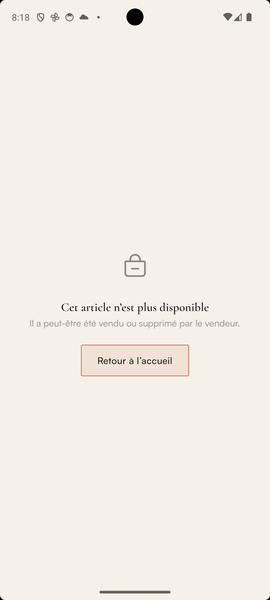 8:18
Cet article n'est plus disponible
Il a peut-être été vendu ou supprimé par le vendeur.
Retour à l'accueil